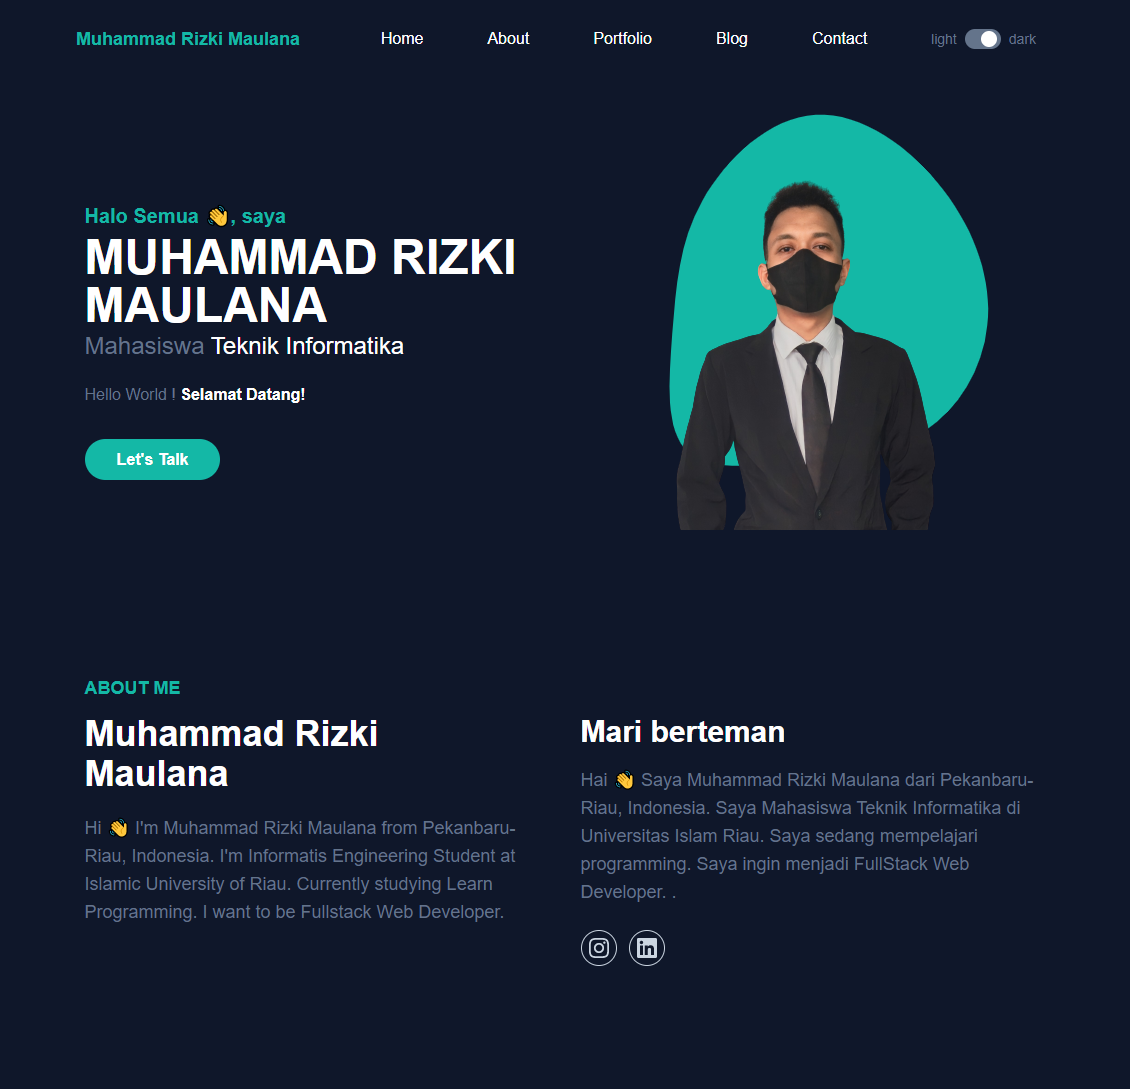 Muhammad Rizki Maulana
Home
About
Portfolio
Blog
Contact
light
dark
Halo Semua 👋, saya
MUHAMMAD RIZKI
MAULANA
Mahasiswa Teknik Informatika
Hello World ! Selamat Datang!
Let's Talk
ABOUT ME
Muhammad Rizki
Maulana
Hi 👋 I'm Muhammad Rizki Maulana from Pekanbaru-
Riau, Indonesia. I'm Informatis Engineering Student at
Islamic University of Riau. Currently studying Learn
Programming. I want to be Fullstack Web Developer.
Mari berteman
Hai 👋 Saya Muhammad Rizki Maulana dari Pekanbaru-
Riau, Indonesia. Saya Mahasiswa Teknik Informatika di
Universitas Islam Riau. Saya sedang mempelajari
programming. Saya ingin menjadi FullStack Web
Developer. .